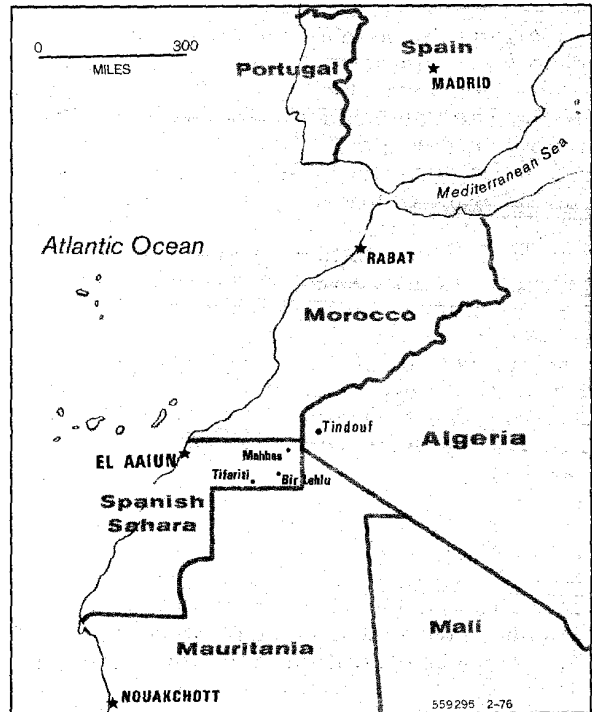 0 300
MILES
Portugal
Spain
MADRID
Mediterranean Sea
Atlantic Ocean
RABAT
Morocco
Tindouf
Algeria
EL AAIUN
Mahbas
Tifariti
Bir Lehlu
Spanish
Sahara
Mauritania
Mali
NOUAKCHOTT
559295 2-76